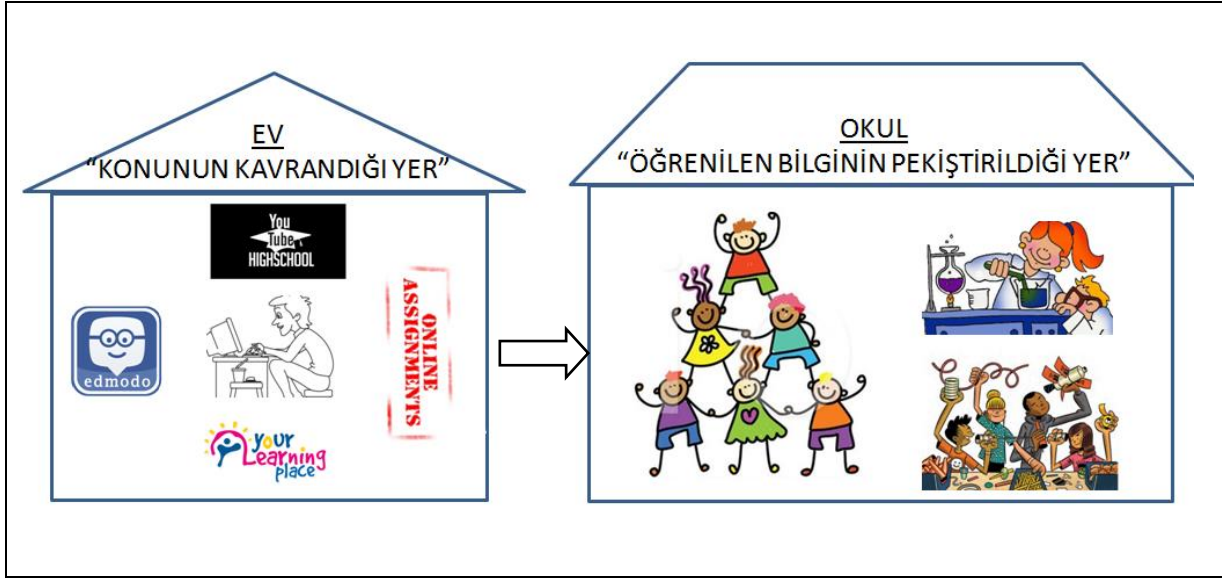 EV
“KONUNUN KAVRANDIĞI YER”
You
Tube
HIGHSCHOOL
edmodo
ONLINE
ASSIGNMENTS
your
Learning
place
OKUL
“ÖĞRENİLEN BİLGİNİN PEKİŞTİRİLDİĞİ YER”